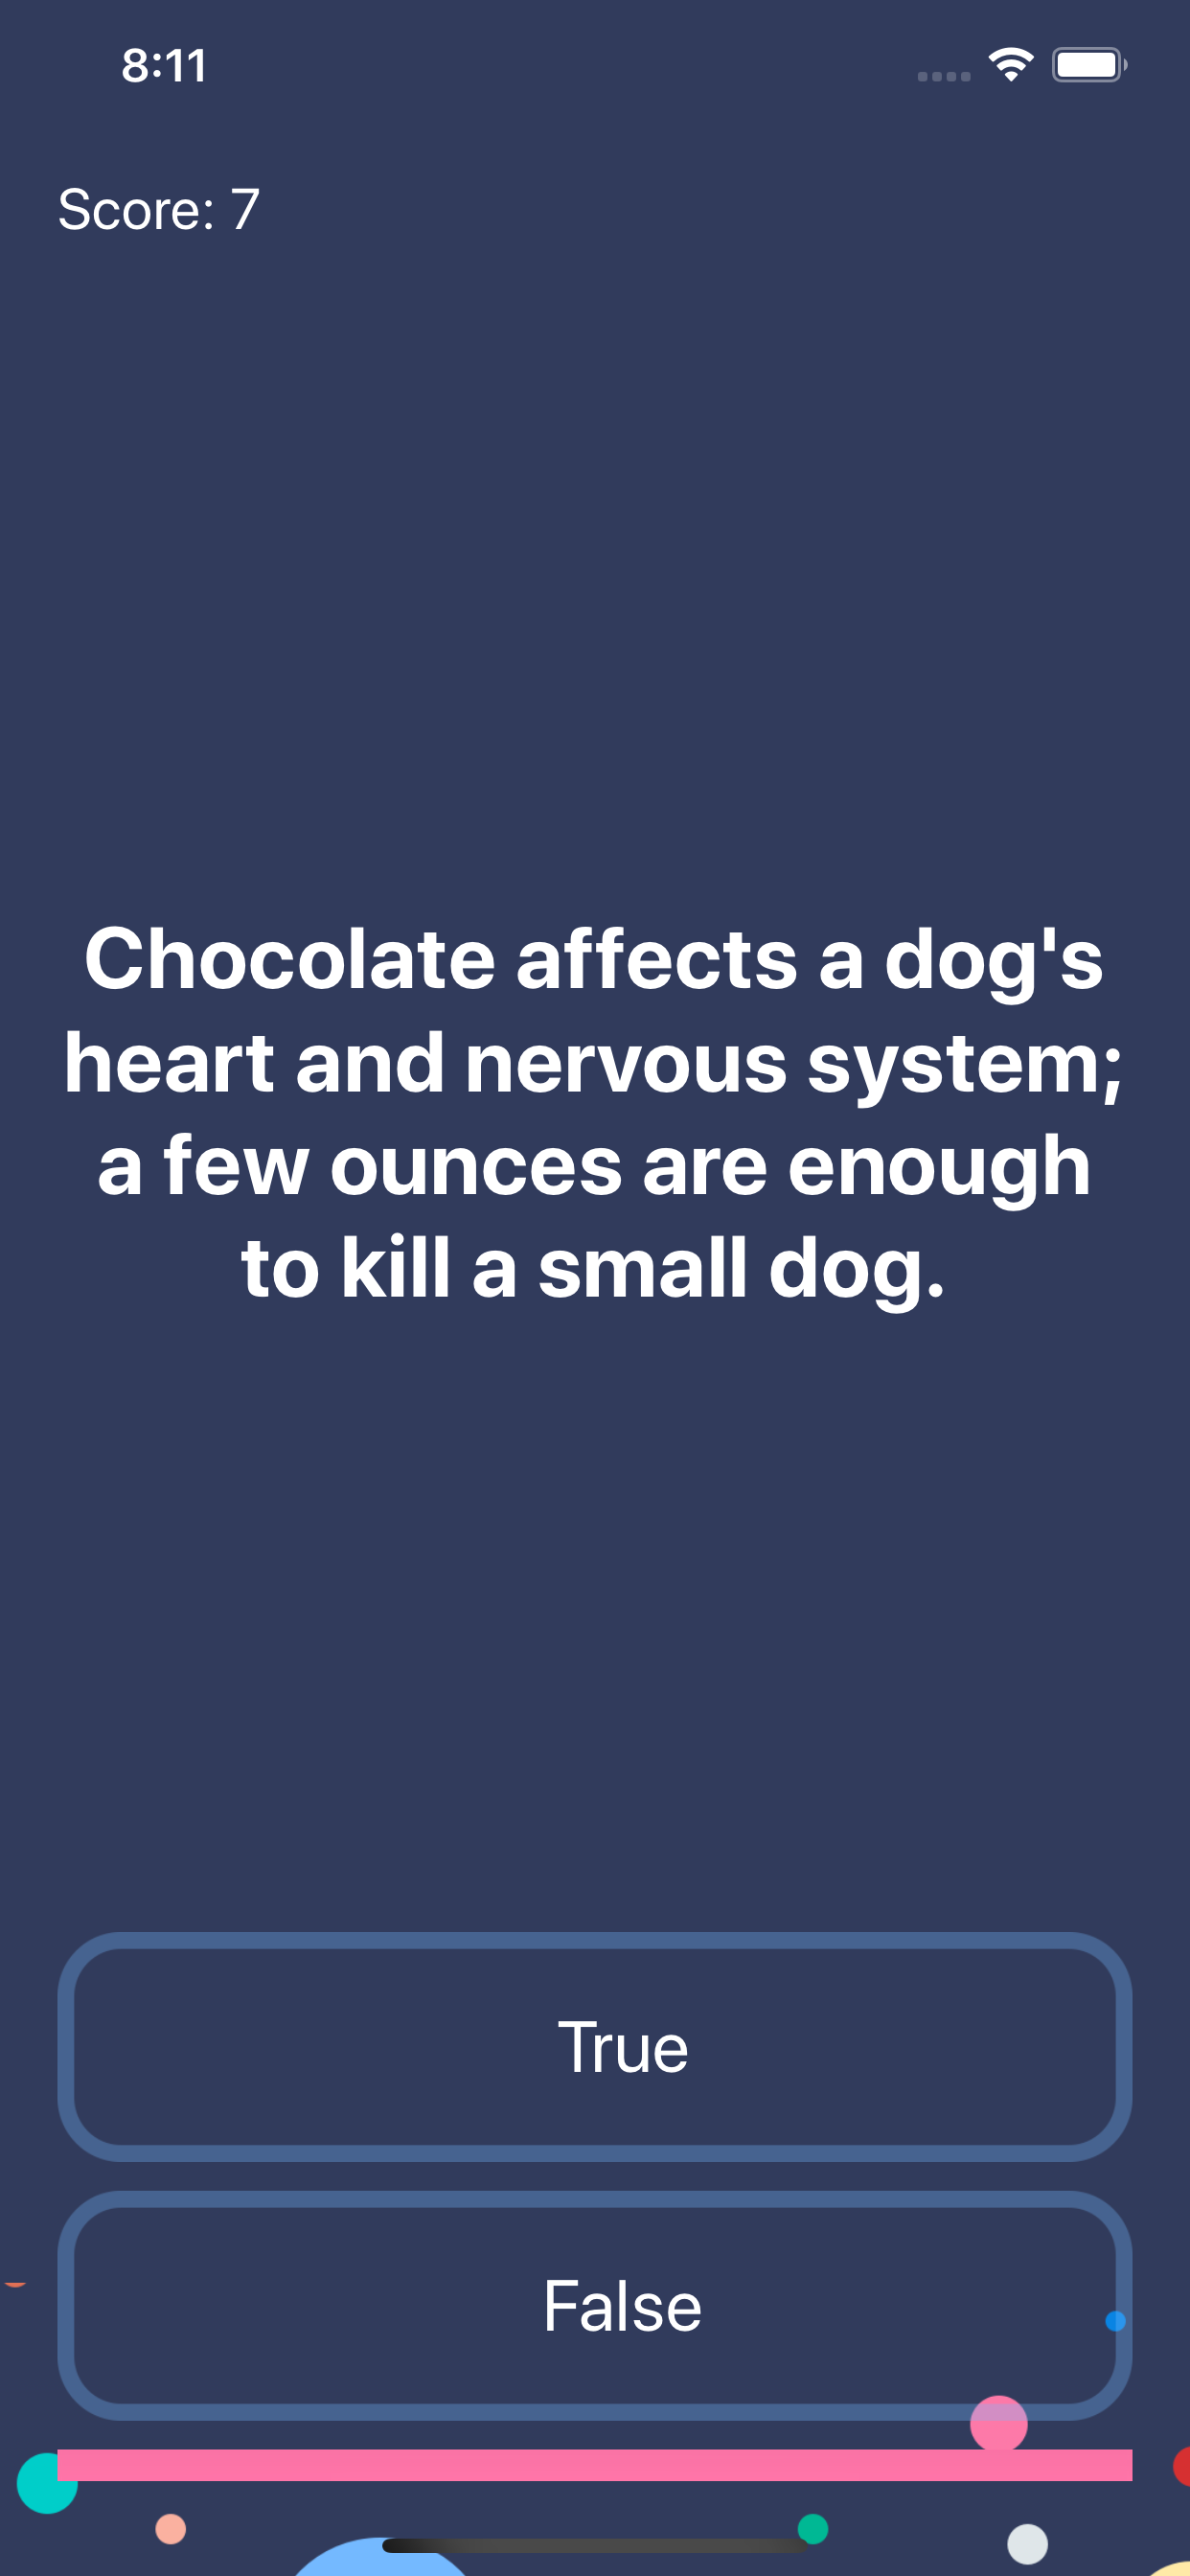 8:11
Score: 7
Chocolate affects a dog's
heart and nervous system;
a few ounces are enough
to kill a small dog.
True
False